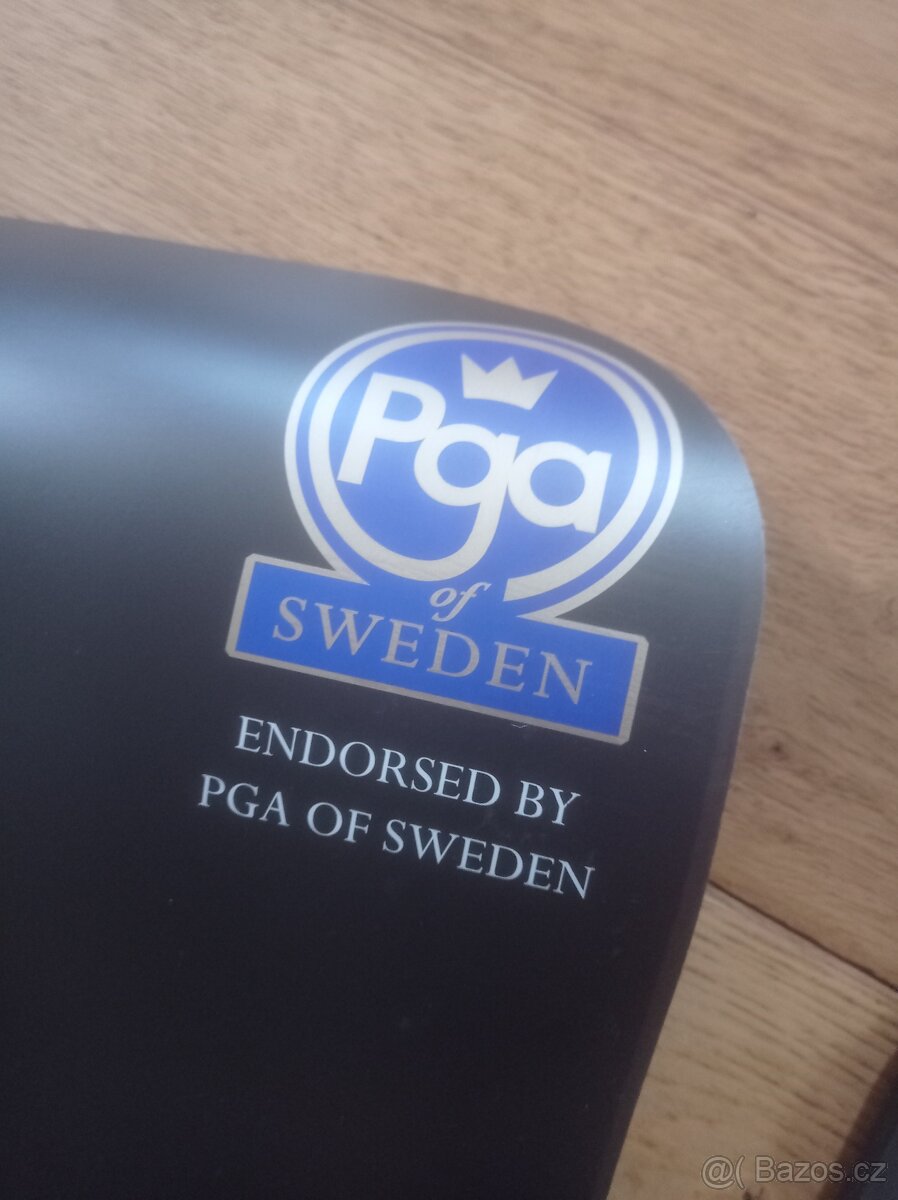 Pga
of
SWEDEN
ENDORSED BY
PGA OF SWEDEN
@( Bazos.cz